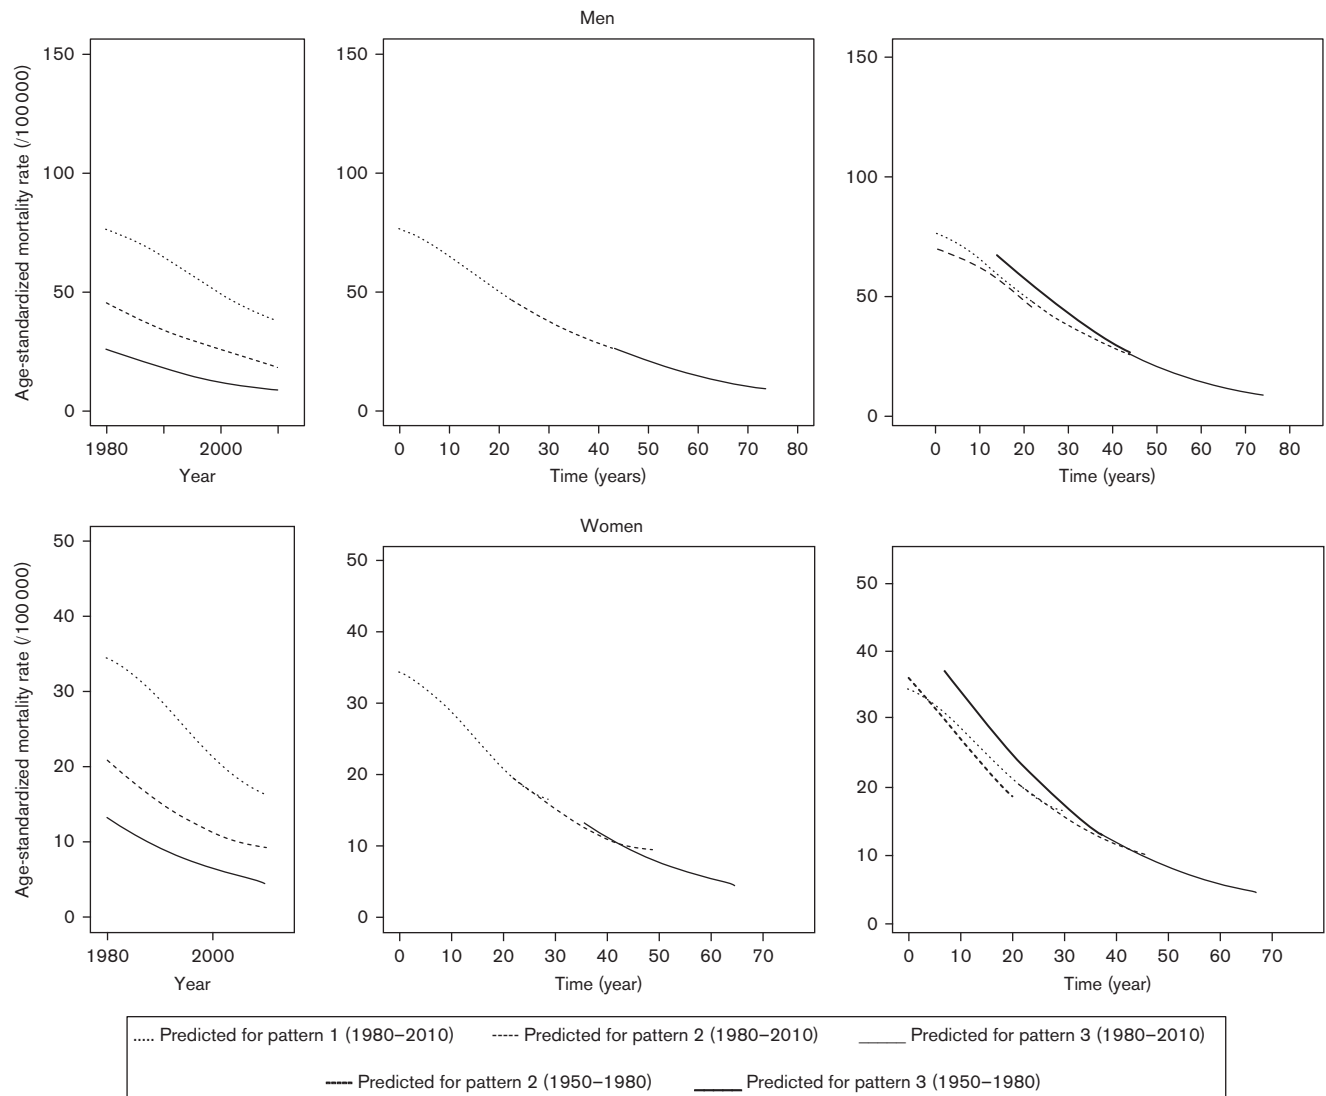 Men
Age-standardized mortality rate (/100 000)
150
100
50
0
1980
2000
Year
150
100
50
0
0 10 20 30 40 50 60 70 80
Time (years)
150
100
50
0
0 10 20 30 40 50 60 70 80
Time (years)
Women
Age-standardized mortality rate (/100 000)
50
40
30
20
10
0
1980
2000
Year
50
40
30
20
10
0
0 10 20 30 40 50 60 70
Time (year)
50
40
30
20
10
0
0 10 20 30 40 50 60 70
Time (year)
Predicted for pattern 1 (1980–2010) Predicted for pattern 2 (1980–2010) Predicted for pattern 3 (1980–2010)
Predicted for pattern 2 (1950–1980) Predicted for pattern 3 (1950–1980)